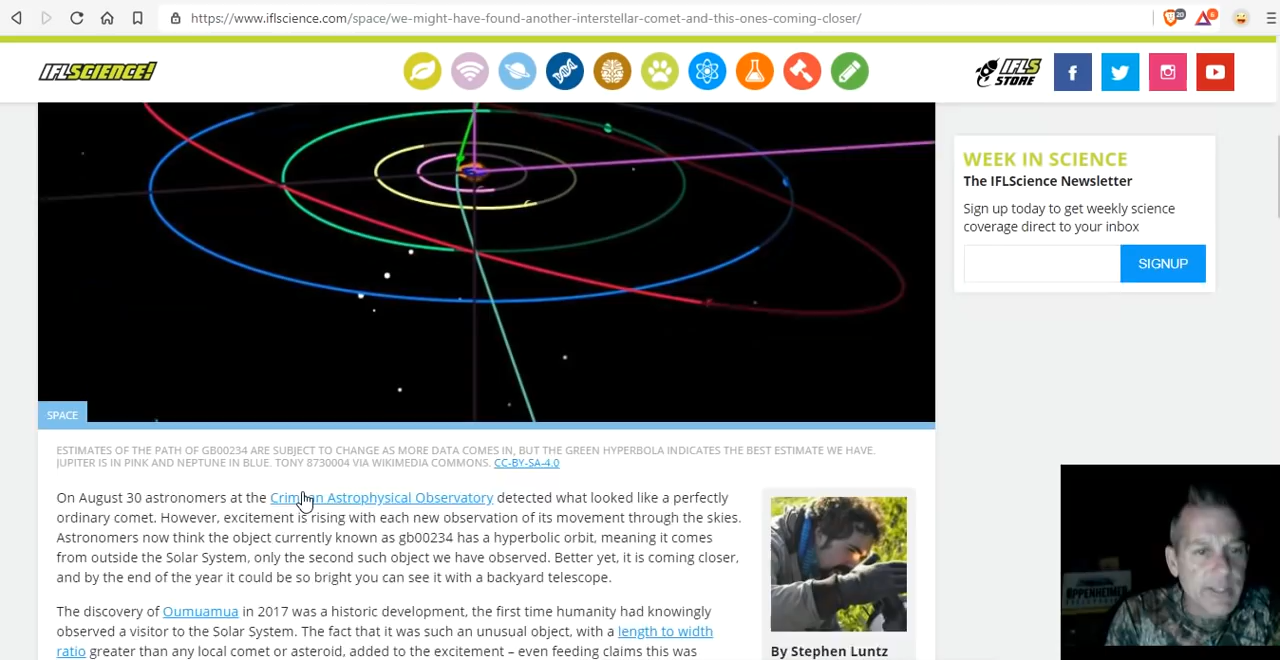 https://www.iflscience.com/space/we-might-have-found-another-interstellar-comet-and-this-ones-coming-closer/
20
6
IFLSCIENCE!
IFLS
STORE
WEEK IN SCIENCE
The IFLScience Newsletter
Sign up today to get weekly science
coverage direct to your inbox
SIGNUP
SPACE
ESTIMATES OF THE PATH OF GB00234 ARE SUBJECT TO CHANGE AS MORE DATA COMES IN, BUT THE GREEN HYPERBOLA INDICATES THE BEST ESTIMATE WE HAVE.
JUPITER IS IN PINK AND NEPTUNE IN BLUE. TONY 8730004 VIA WIKIMEDIA COMMONS. CC-BY-SA-4.0
On August 30 astronomers at the Crimean Astrophysical Observatory detected what looked like a perfectly
ordinary comet. However, excitement is rising with each new observation of its movement through the skies.
Astronomers now think the object currently known as gb00234 has a hyperbolic orbit, meaning it comes
from outside the Solar System, only the second such object we have observed. Better yet, it is coming closer,
and by the end of the year it could be so bright you can see it with a backyard telescope.
The discovery of Oumuamua in 2017 was a historic development, the first time humanity had knowingly
observed a visitor to the Solar System. The fact that it was such an unusual object, with a length to width
ratio greater than any local comet or asteroid, added to the excitement – even feeding claims this was
By Stephen Luntz